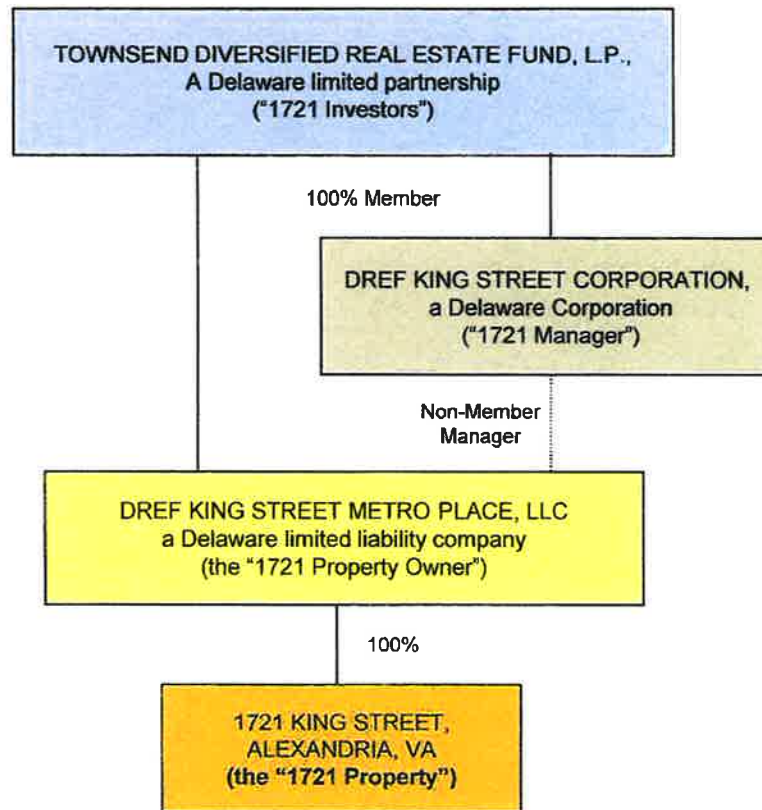 TOWNSEND DIVERSIFIED REAL ESTATE FUND, L.P.,
A Delaware limited partnership
("1721 Investors")
100% Member
DREF KING STREET CORPORATION,
a Delaware Corporation
("1721 Manager")
Non-Member
Manager
DREF KING STREET METRO PLACE, LLC
a Delaware limited liability company
(the "1721 Property Owner")
100%
1721 KING STREET,
ALEXANDRIA, VA
(the "1721 Property")